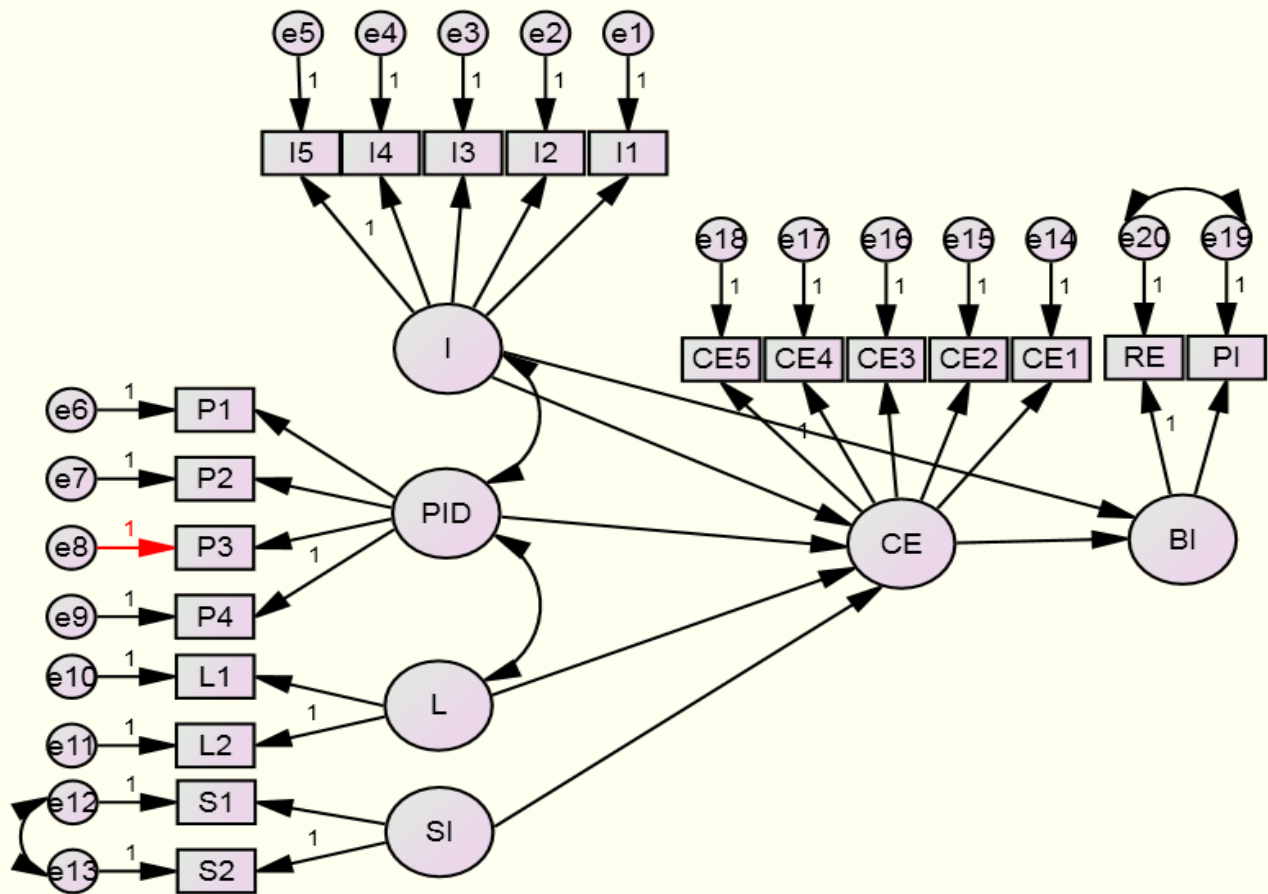 e5 e4 e3 e2 e1
1 1 1 1 1
I5 I4 I3 I2 I1
1
I
e18 e17 e16 e15 e14 e20 e19
1 1 1 1 1 1 1
CE5 CE4 CE3 CE2 CE1 RE PI
1 1
e6 1 P1
e7 1 P2
PID
e8 1 P3
1
CE BI
e9 1 P4
e10 1 L1
L
1
e11 1 L2
e12 1 S1
SI
1
e13 1 S2